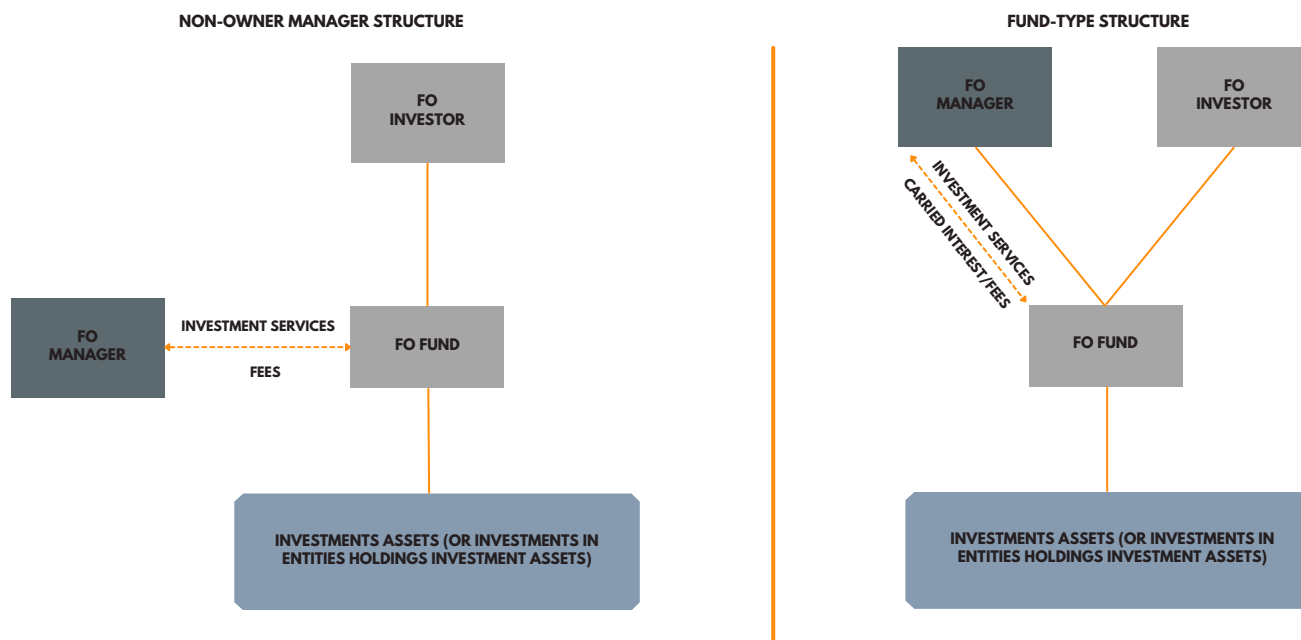 NON-OWNER MANAGER STRUCTURE
FO
INVESTOR
FO
MANAGER
INVESTMENT SERVICES
FEES
FO FUND
INVESTMENTS ASSETS (OR INVESTMENTS IN
ENTITIES HOLDINGS INVESTMENT ASSETS)
FUND-TYPE STRUCTURE
FO
MANAGER
FO
INVESTOR
INVESTMENT SERVICES
CARRIED INTEREST/FEES
FO FUND
INVESTMENTS ASSETS (OR INVESTMENTS IN
ENTITIES HOLDINGS INVESTMENT ASSETS)